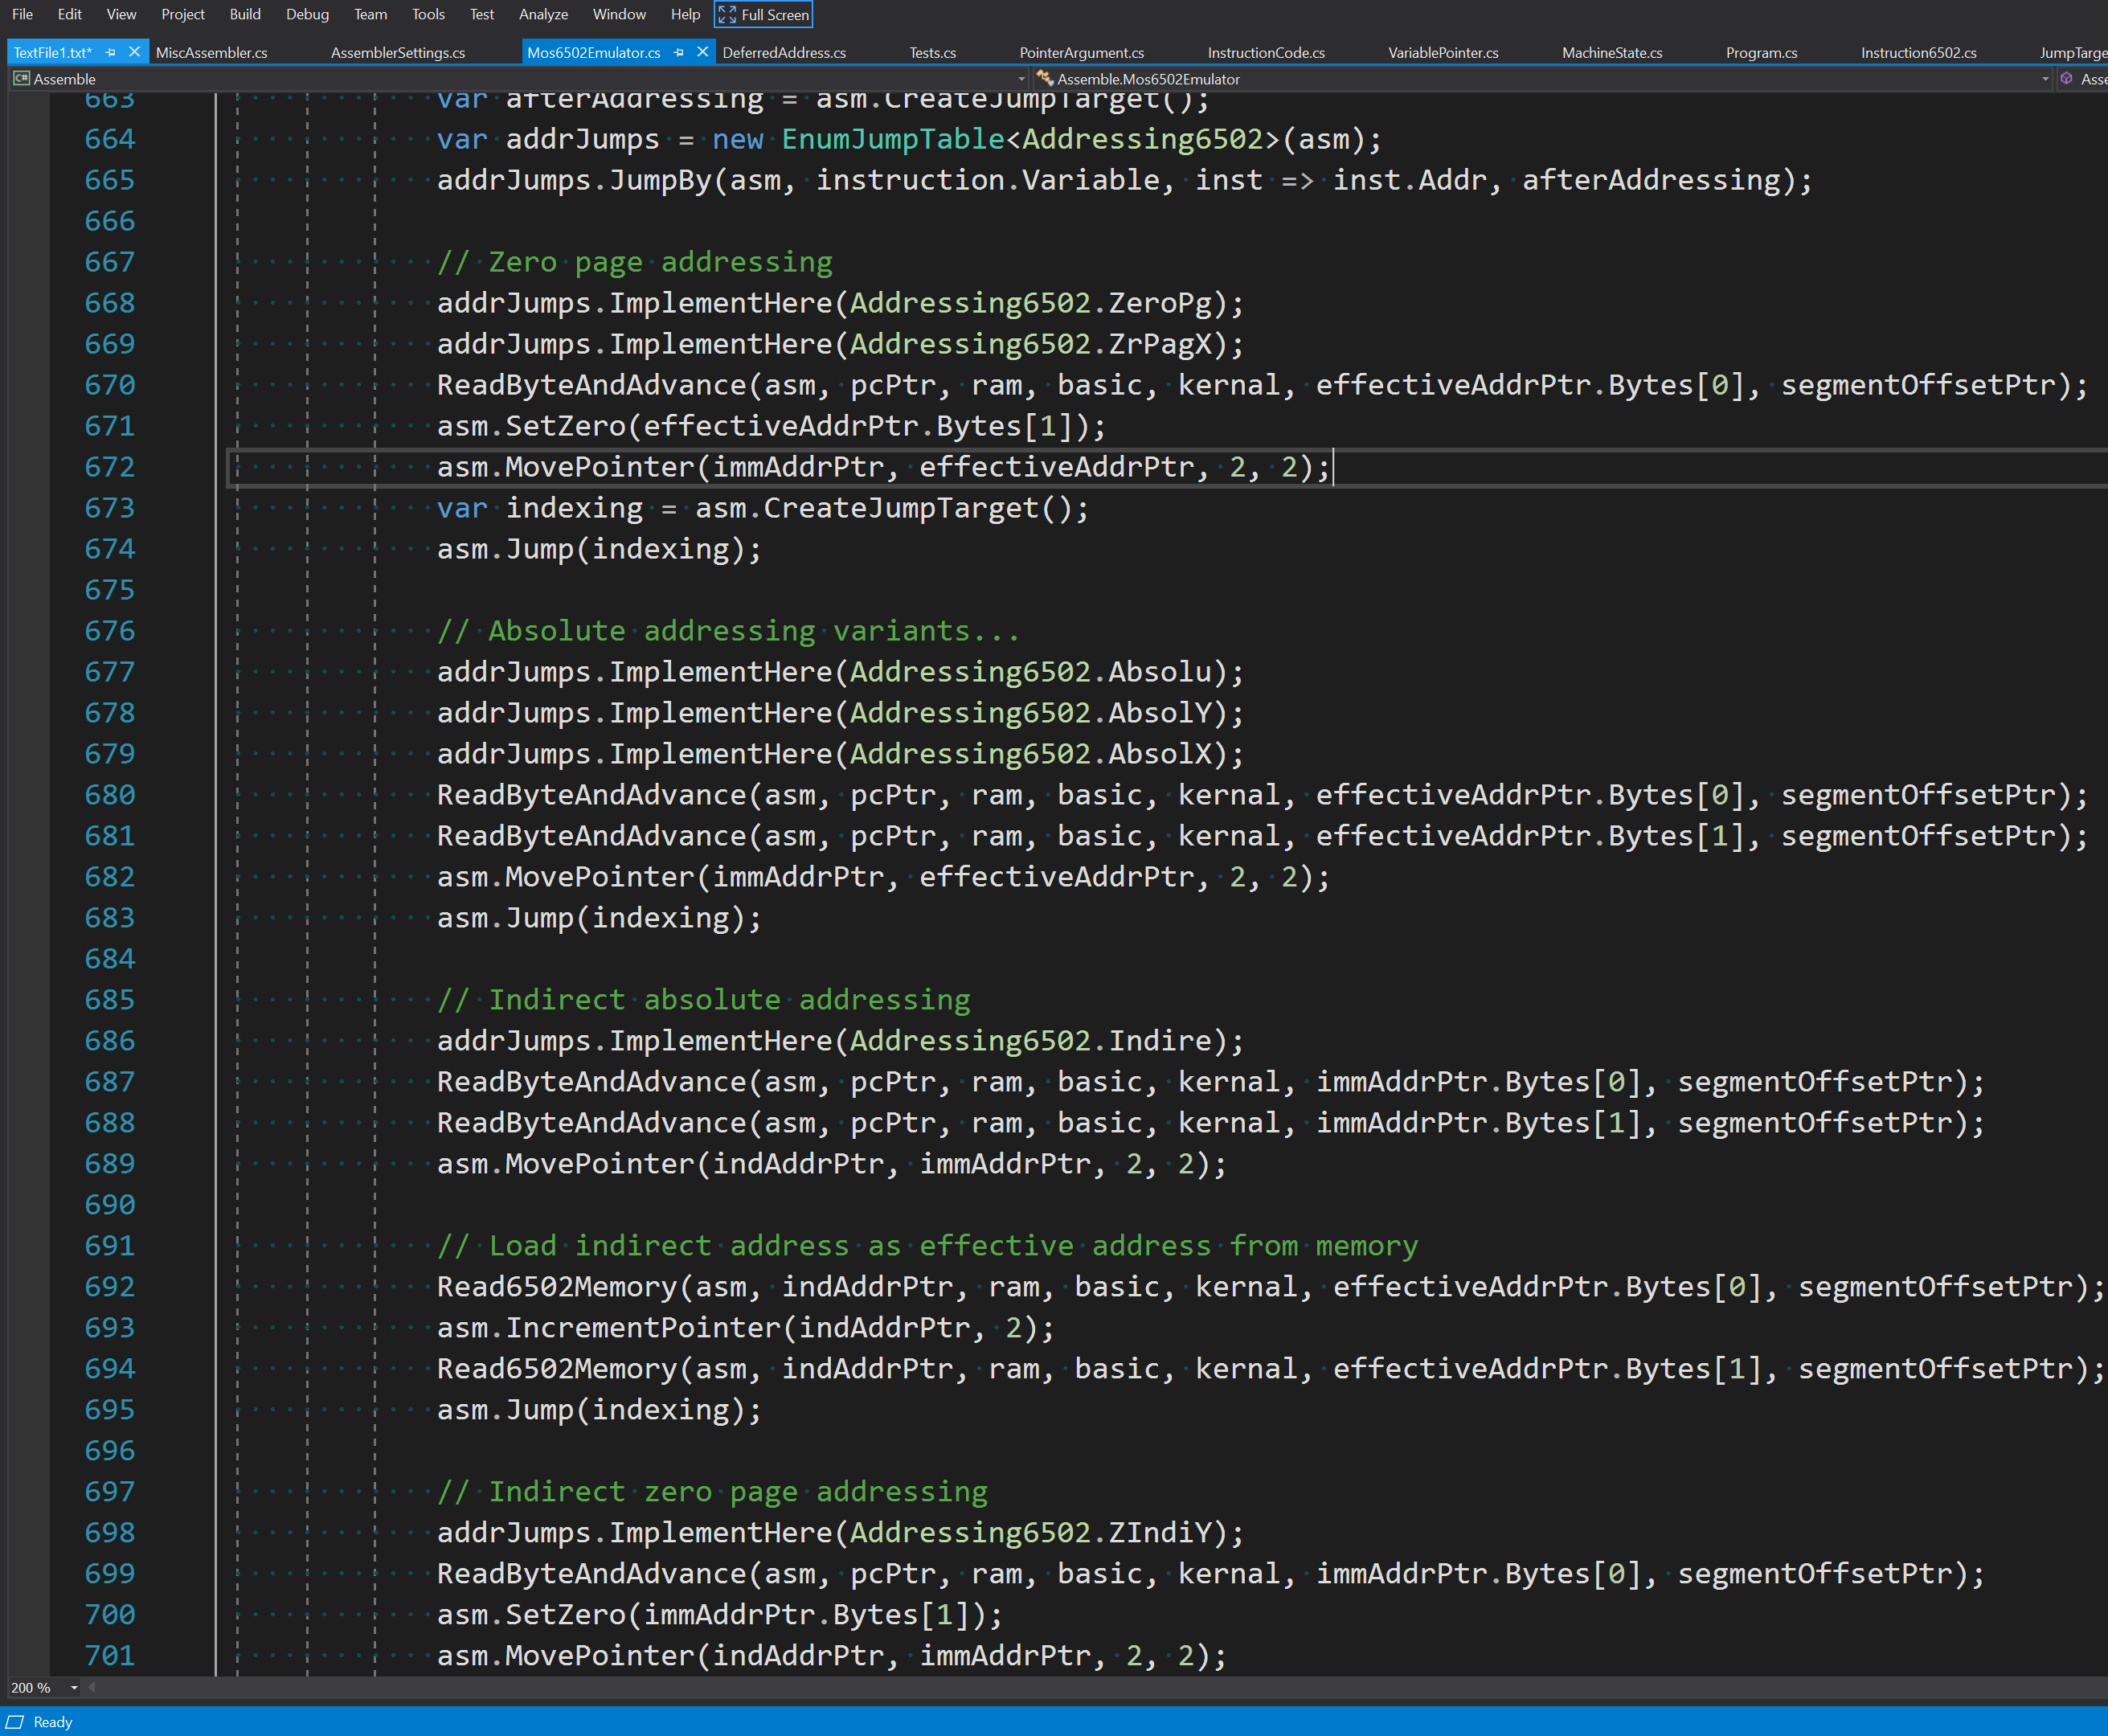 File Edit View Project Build Debug Team Tools Test Analyze Window Help Full Screen
TextFile1.txt* MiscAssembler.cs AssemblerSettings.cs Mos6502Emulator.cs DeferredAddress.cs Tests.cs PointerArgument.cs InstructionCode.cs VariablePointer.cs MachineState.cs Program.cs Instruction6502.cs JumpTarge
C# Assemble Assemble.Mos6502Emulator Asse
663 var afterAddressing = asm.CreateJumpTarget();
664 var addrJumps = new EnumJumpTable<Addressing6502>(asm);
665 addrJumps.JumpBy(asm, instruction.Variable, inst => inst.Addr, afterAddressing);
666
667 // Zero page addressing
668 addrJumps.ImplementHere(Addressing6502.ZeroPg);
669 addrJumps.ImplementHere(Addressing6502.ZrPagX);
670 ReadByteAndAdvance(asm, pcPtr, ram, basic, kernal, effectiveAddrPtr.Bytes[0], segmentOffsetPtr);
671 asm.SetZero(effectiveAddrPtr.Bytes[1]);
672 asm.MovePointer(immAddrPtr, effectiveAddrPtr, 2, 2);
673 var indexing = asm.CreateJumpTarget();
674 asm.Jump(indexing);
675
676 // Absolute addressing variants...
677 addrJumps.ImplementHere(Addressing6502.Absolu);
678 addrJumps.ImplementHere(Addressing6502.AbsolY);
679 addrJumps.ImplementHere(Addressing6502.AbsolX);
680 ReadByteAndAdvance(asm, pcPtr, ram, basic, kernal, effectiveAddrPtr.Bytes[0], segmentOffsetPtr);
681 ReadByteAndAdvance(asm, pcPtr, ram, basic, kernal, effectiveAddrPtr.Bytes[1], segmentOffsetPtr);
682 asm.MovePointer(immAddrPtr, effectiveAddrPtr, 2, 2);
683 asm.Jump(indexing);
684
685 // Indirect absolute addressing
686 addrJumps.ImplementHere(Addressing6502.Indire);
687 ReadByteAndAdvance(asm, pcPtr, ram, basic, kernal, immAddrPtr.Bytes[0], segmentOffsetPtr);
688 ReadByteAndAdvance(asm, pcPtr, ram, basic, kernal, immAddrPtr.Bytes[1], segmentOffsetPtr);
689 asm.MovePointer(indAddrPtr, immAddrPtr, 2, 2);
690
691 // Load indirect address as effective address from memory
692 Read6502Memory(asm, indAddrPtr, ram, basic, kernal, effectiveAddrPtr.Bytes[0], segmentOffsetPtr);
693 asm.IncrementPointer(indAddrPtr, 2);
694 Read6502Memory(asm, indAddrPtr, ram, basic, kernal, effectiveAddrPtr.Bytes[1], segmentOffsetPtr);
695 asm.Jump(indexing);
696
697 // Indirect zero page addressing
698 addrJumps.ImplementHere(Addressing6502.ZIndiY);
699 ReadByteAndAdvance(asm, pcPtr, ram, basic, kernal, immAddrPtr.Bytes[0], segmentOffsetPtr);
700 asm.SetZero(immAddrPtr.Bytes[1]);
701 asm.MovePointer(indAddrPtr, immAddrPtr, 2, 2);
200 %
Ready